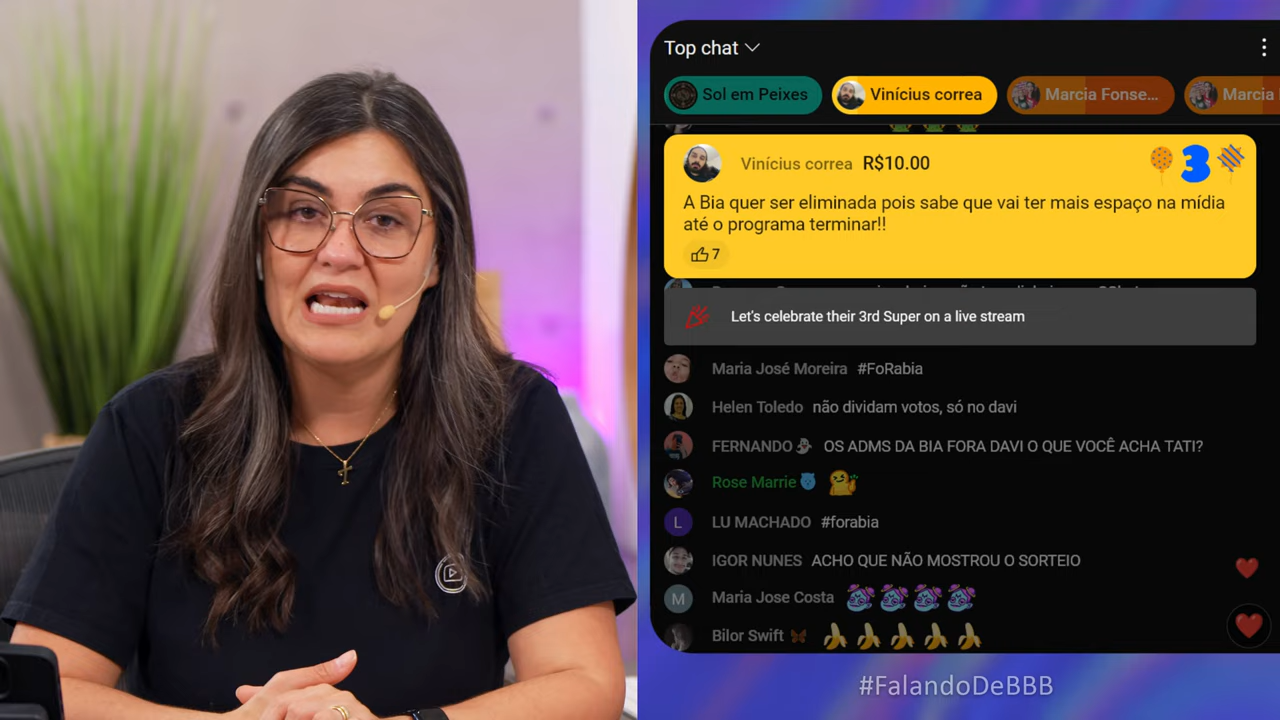 Top chat
Sol em Peixes
Vinícius correa
Marcia Fonse...
Marcia
Vinícius correa R$10.00
3
A Bia quer ser eliminada pois sabe que vai ter mais espaço na mídia
até o programa terminar!!
7
Let's celebrate their 3rd Super on a live stream
Maria José Moreira #FoRabia
Helen Toledo não dividam votos, só no davi
FERNANDO OS ADMS DA BIA FORA DAVI O QUE VOCÊ ACHA TATI?
Rose Marrie
L LU MACHADO #forabia
IGOR NUNES ACHO QUE NÃO MOSTROU O SORTEIO
M Maria Jose Costa
Bilor Swift
#FalandoDeBBB